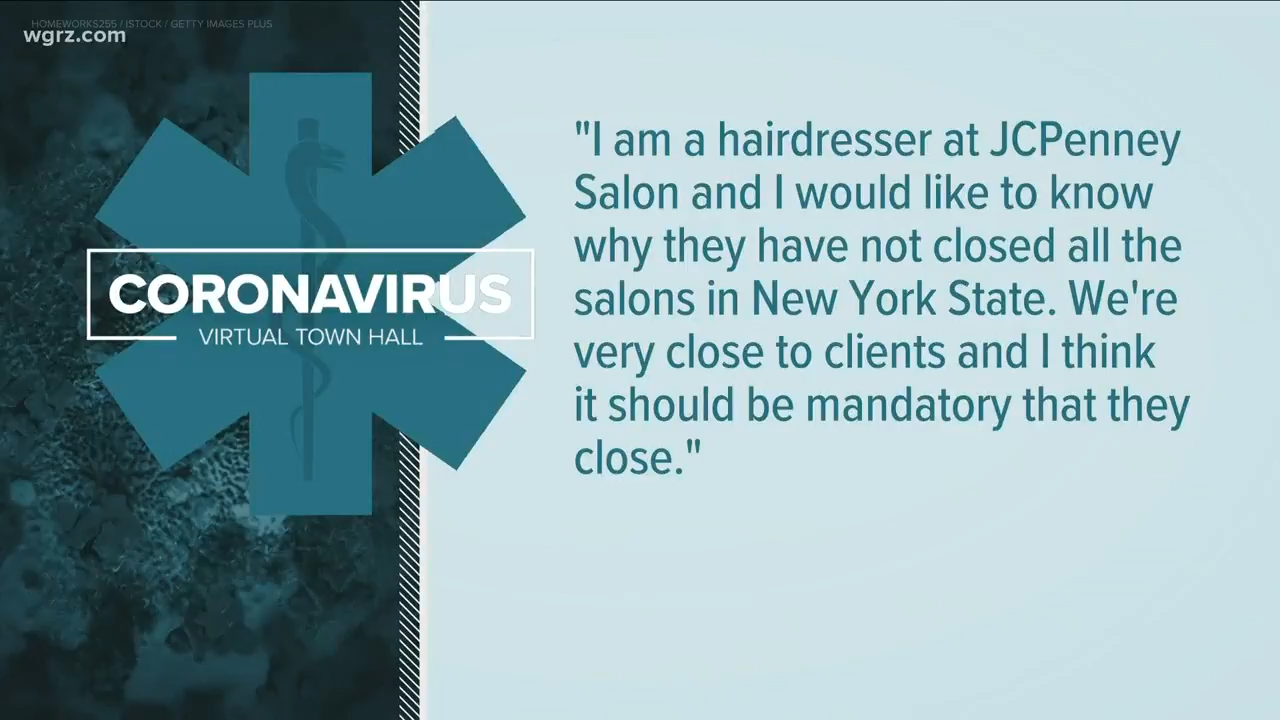 HOMEWORKS255 / ISTOCK / GETTY IMAGES PLUS
wgrz.com
CORONAVIRUS
VIRTUAL TOWN HALL
"I am a hairdresser at JCPenney
Salon and I would like to know
why they have not closed all the
salons in New York State. We're
very close to clients and I think
it should be mandatory that they
close."